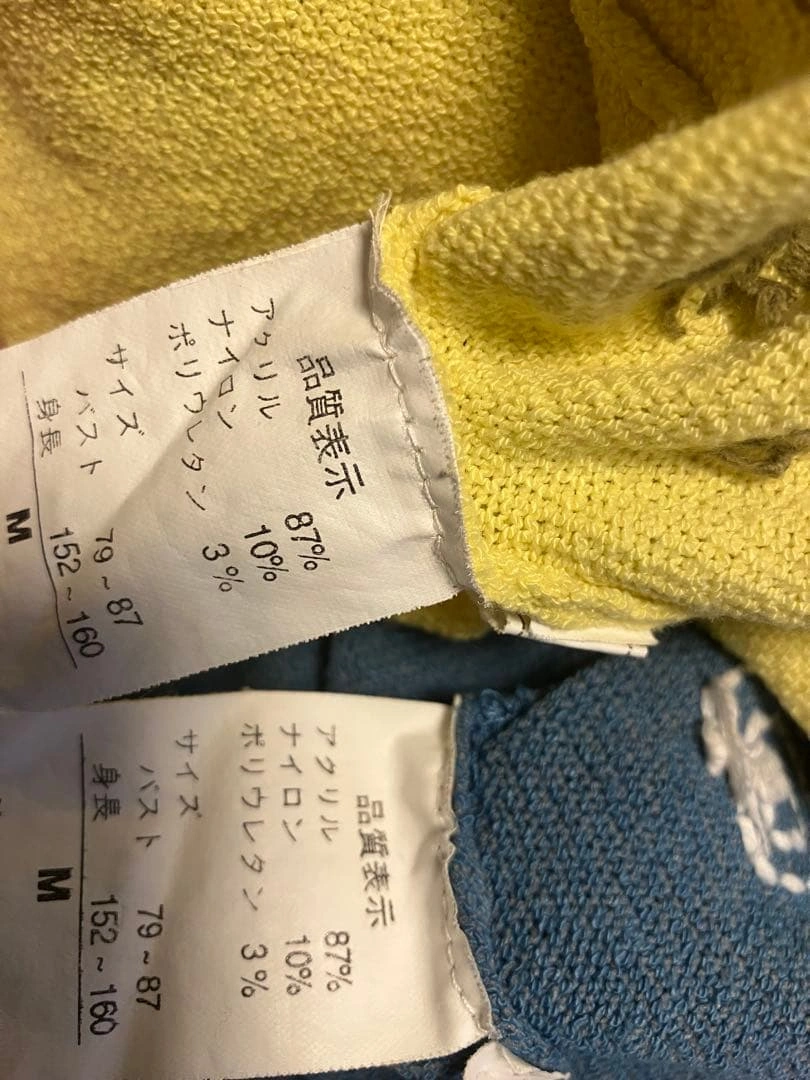 品質表示
アクリル 87%
ナイロン 10%
ポリウレタン 3%
サイズ
バスト 79~87
身長 152~160
M
品質表示
アクリル 87%
ナイロン 10%
ポリウレタン 3%
サイズ
バスト 79~87
身長 152~160
M